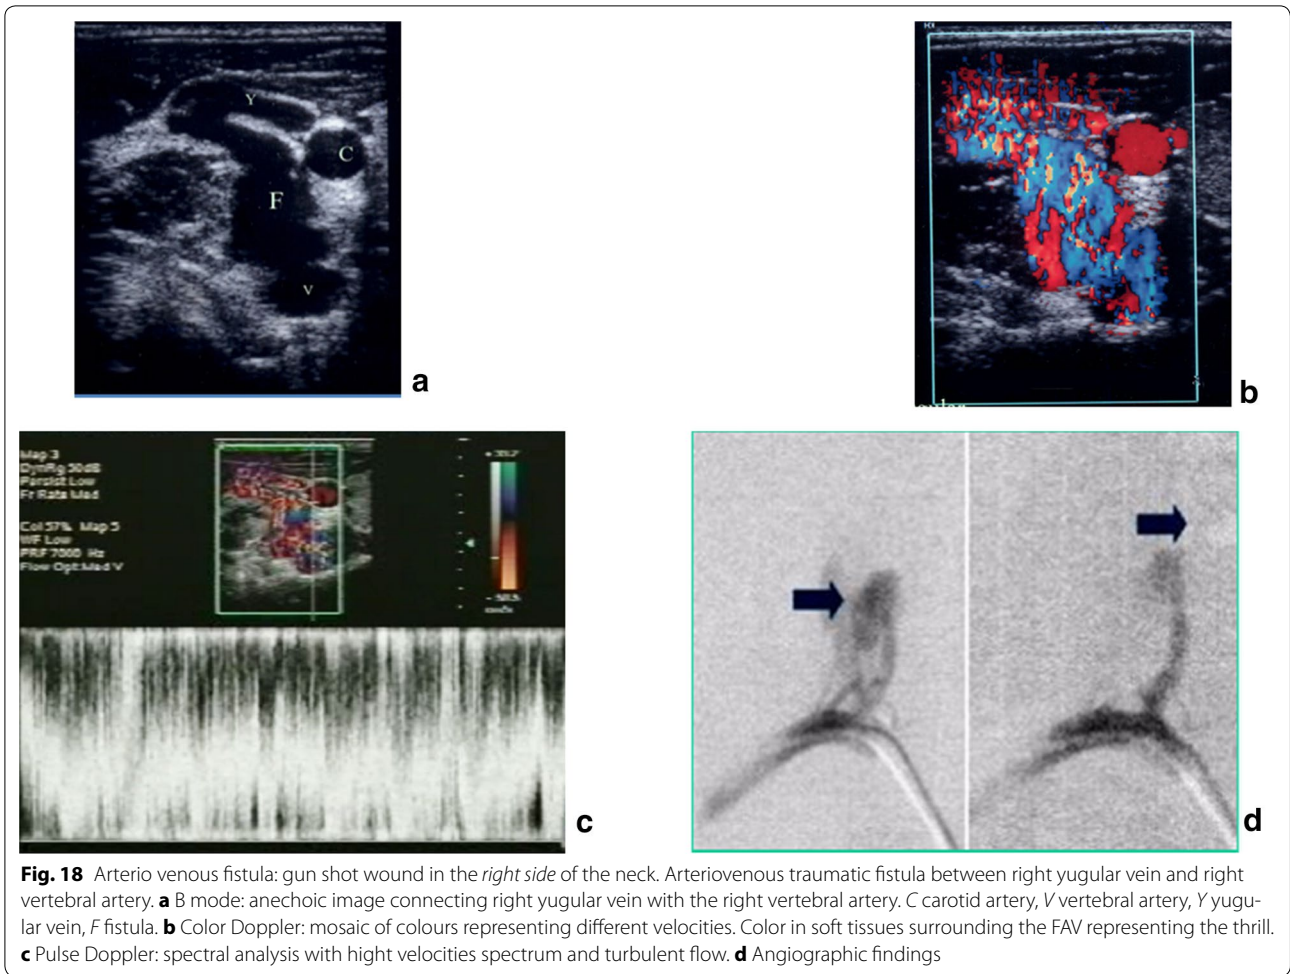 Y
C
F
V
a
b
Map 3
DynRg 50dB
Persist Low
Fr Rate Med
Col 57% Map 5
WF Low
PRF 7000 Hz
Flow Opt: Med V
c
d
Fig. 18 Arterio venous fistula: gun shot wound in the right side of the neck. Arteriovenous traumatic fistula between right yugular vein and right
vertebral artery. a B mode: anechoic image connecting right yugular vein with the right vertebral artery. C carotid artery, V vertebral artery, Y yugu-
lar vein, F fistula. b Color Doppler: mosaic of colours representing different velocities. Color in soft tissues surrounding the FAV representing the thrill.
c Pulse Doppler: spectral analysis with hight velocities spectrum and turbulent flow. d Angiographic findings